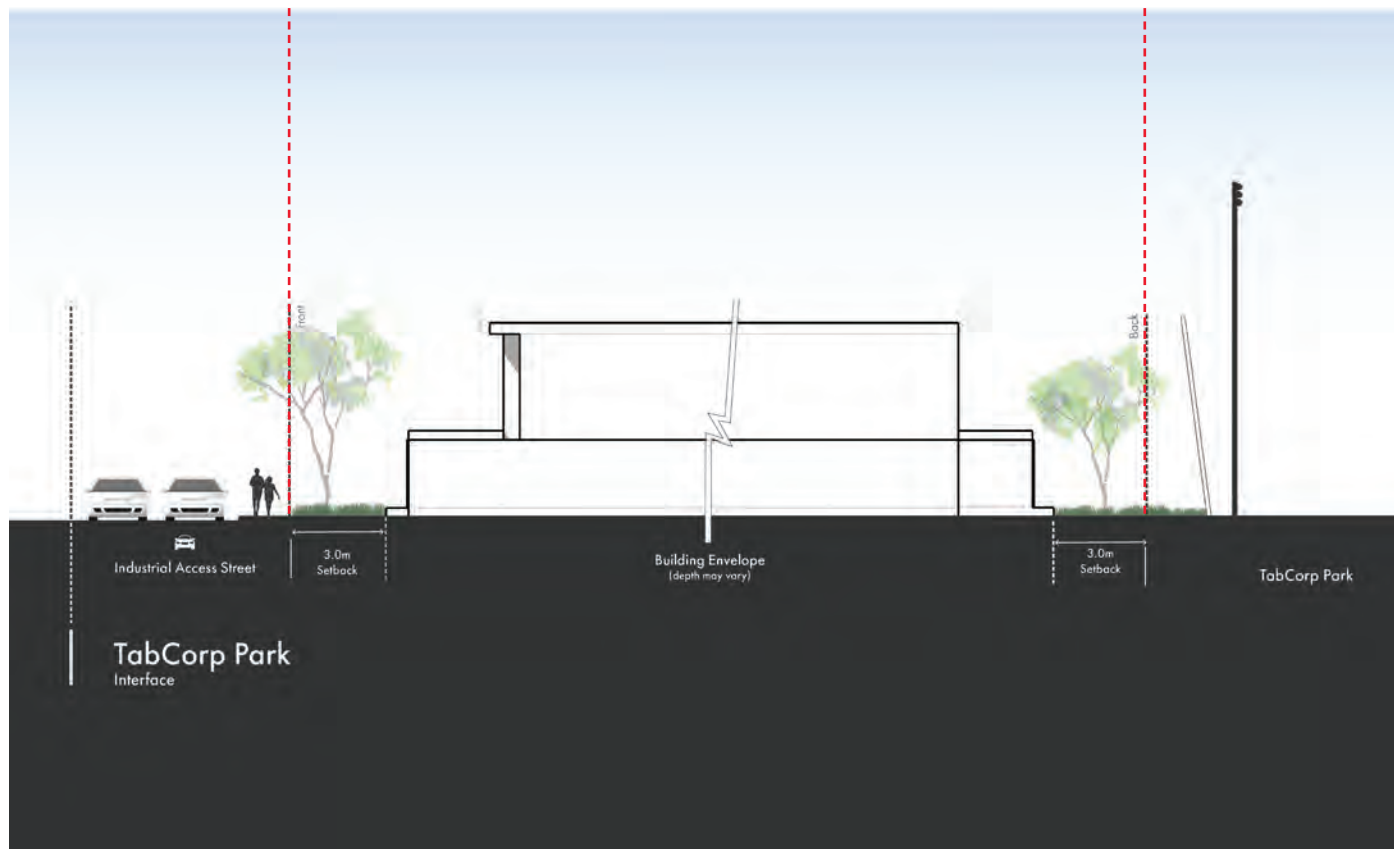 Front
Back
3.0m
Setback
Industrial Access Street
Building Envelope
(depth may vary)
3.0m
Setback
TabCorp Park
TabCorp Park
Interface